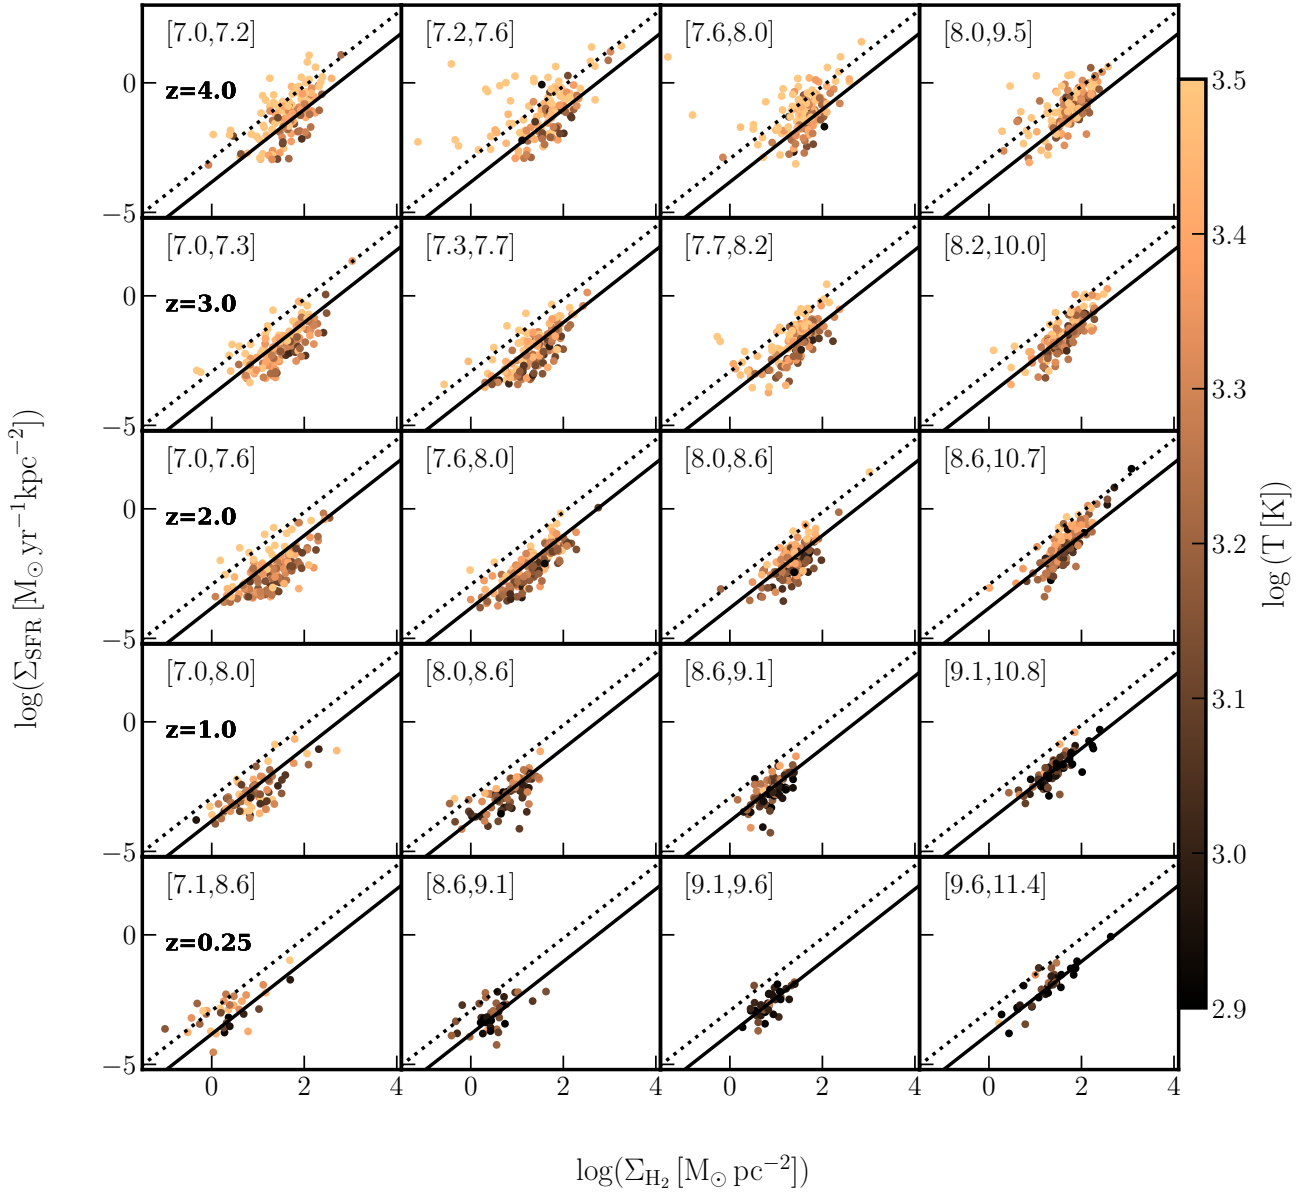 [7.0,7.2] [7.2,7.6] [7.6,8.0] [8.0,9.5]
z=4.0
0
−5
[7.0,7.3] [7.3,7.7] [7.7,8.2] [8.2,10.0]
z=3.0
0
−5
[7.0,7.6] [7.6,8.0] [8.0,8.6] [8.6,10.7]
z=2.0
0
−5
[7.0,8.0] [8.0,8.6] [8.6,9.1] [9.1,10.8]
z=1.0
0
−5
[7.1,8.6] [8.6,9.1] [9.1,9.6] [9.6,11.4]
z=0.25
0
−5
0 2 4 0 2 4 0 2 4 0 2 4
log(Σ_H₂ [M⊙ pc⁻²])
log(Σ_SFR [M⊙ yr⁻¹kpc⁻²])
3.5
3.4
3.3
3.2
3.1
3.0
2.9
log (T [K])